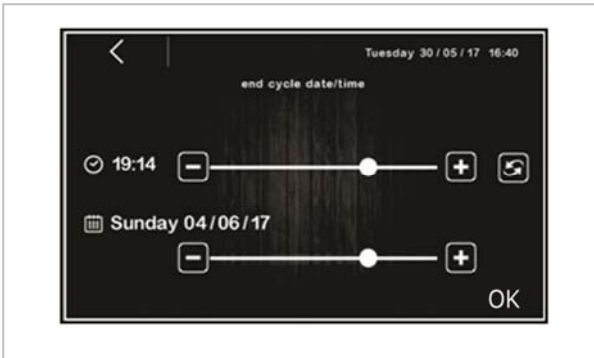 Tuesday 30 / 05 / 17 16:40
end cycle date/time
19:14
Sunday 04 / 06 / 17
OK